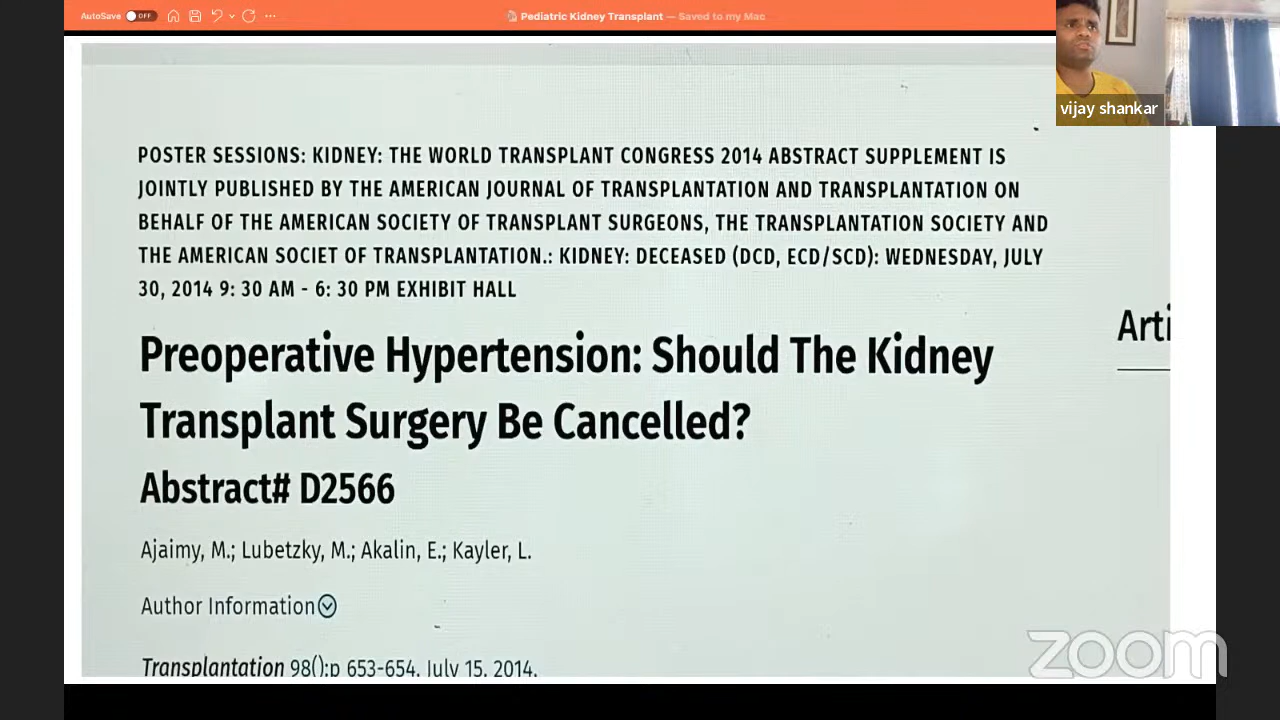 AutoSave OFF
Pediatric Kidney Transplant — Saved to my Mac
vijay shankar
POSTER SESSIONS: KIDNEY: THE WORLD TRANSPLANT CONGRESS 2014 ABSTRACT SUPPLEMENT IS
JOINTLY PUBLISHED BY THE AMERICAN JOURNAL OF TRANSPLANTATION AND TRANSPLANTATION ON
BEHALF OF THE AMERICAN SOCIETY OF TRANSPLANT SURGEONS, THE TRANSPLANTATION SOCIETY AND
THE AMERICAN SOCIET OF TRANSPLANTATION.: KIDNEY: DECEASED (DCD, ECD/SCD): WEDNESDAY, JULY
30, 2014 9: 30 AM - 6: 30 PM EXHIBIT HALL
Arti
Preoperative Hypertension: Should The Kidney
Transplant Surgery Be Cancelled?
Abstract# D2566
Ajaimy, M.; Lubetzky, M.; Akalin, E.; Kayler, L.
Author Information
Transplantation 98():p 653-654, July 15, 2014.
zoom